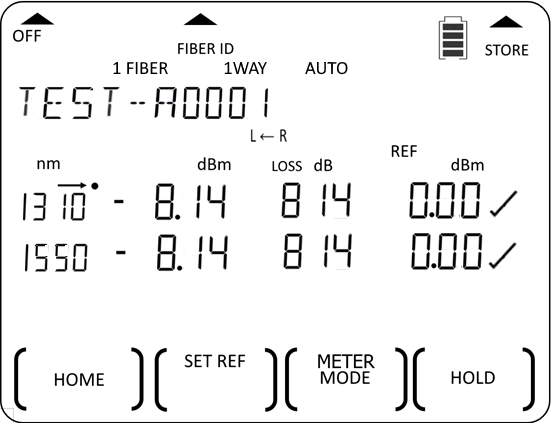 OFF
FIBER ID
STORE
1 FIBER 1WAY AUTO
TEST--A0001
L ← R
nm dBm LOSS dB REF dBm
1310 - 8.14 8 14 0.00 ✓
1550 - 8.14 8 14 0.00 ✓
HOME SET REF METER MODE HOLD